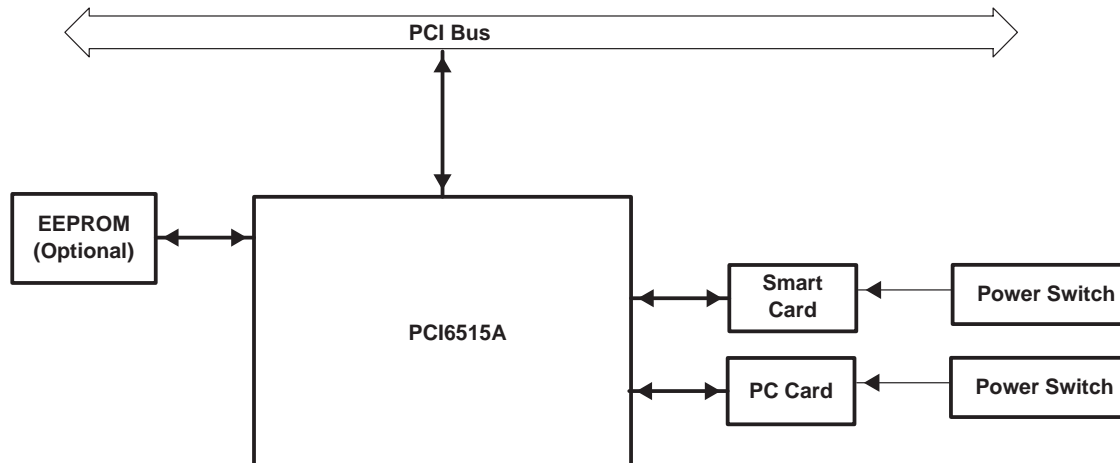 PCI Bus
EEPROM
(Optional)
PCI6515A
Smart
Card
Power Switch
PC Card
Power Switch